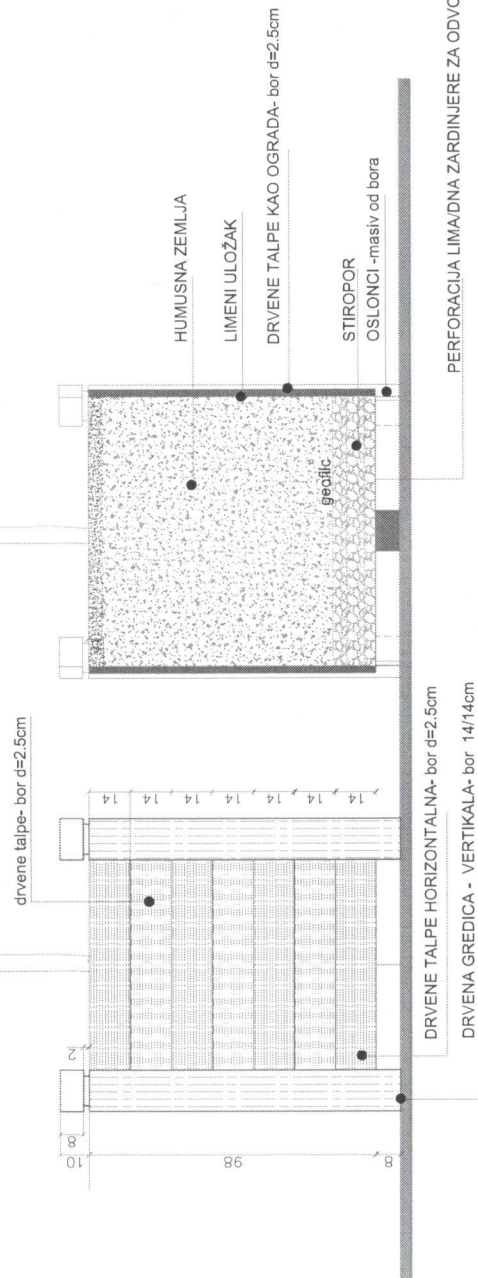 drvene talpe- bor d=2.5cm
2
8
10
98
8
14
14
14
14
14
14
14
DRVENE TALPE HORIZONTALNA- bor d=2.5cm
DRVENA GREDICA - VERTIKALA- bor 14/14cm
HUMUSNA ZEMLJA
LIMENI ULOŽAK
DRVENE TALPE KAO OGRADA- bor d=2.5cm
geofilc
STIROPOR
OSLONCI -masiv od bora
PERFORACIJA LIMA/DNA ZARDINJERE ZA ODVO